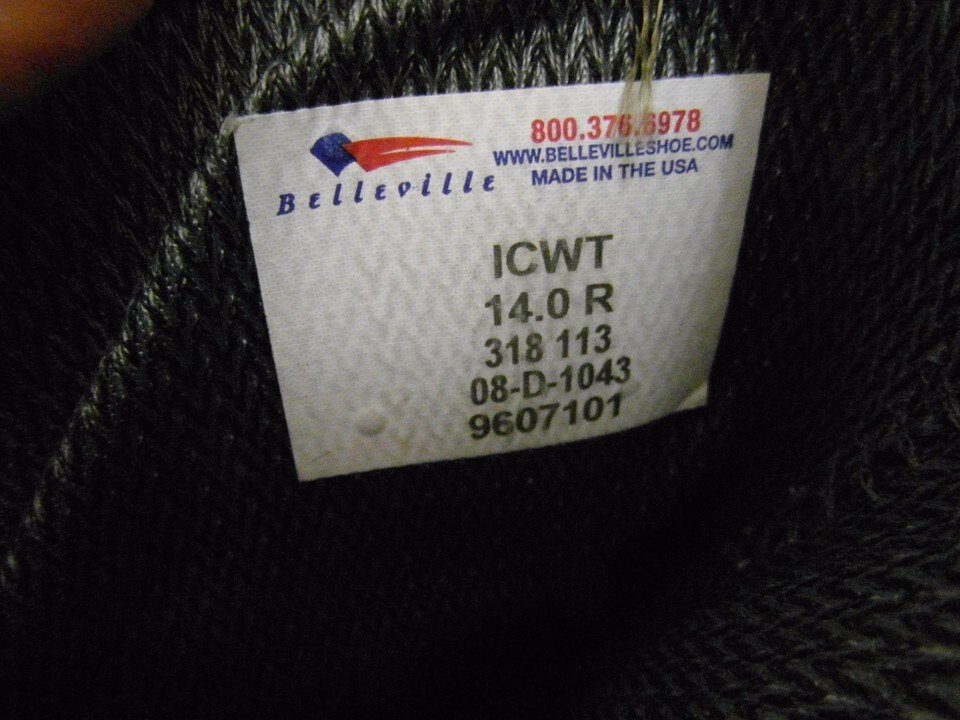 Belleville
800.376.6978
WWW.BELLEVILLESHOE.COM
MADE IN THE USA
ICWT
14.0 R
318 113
08-D-1043
9607101